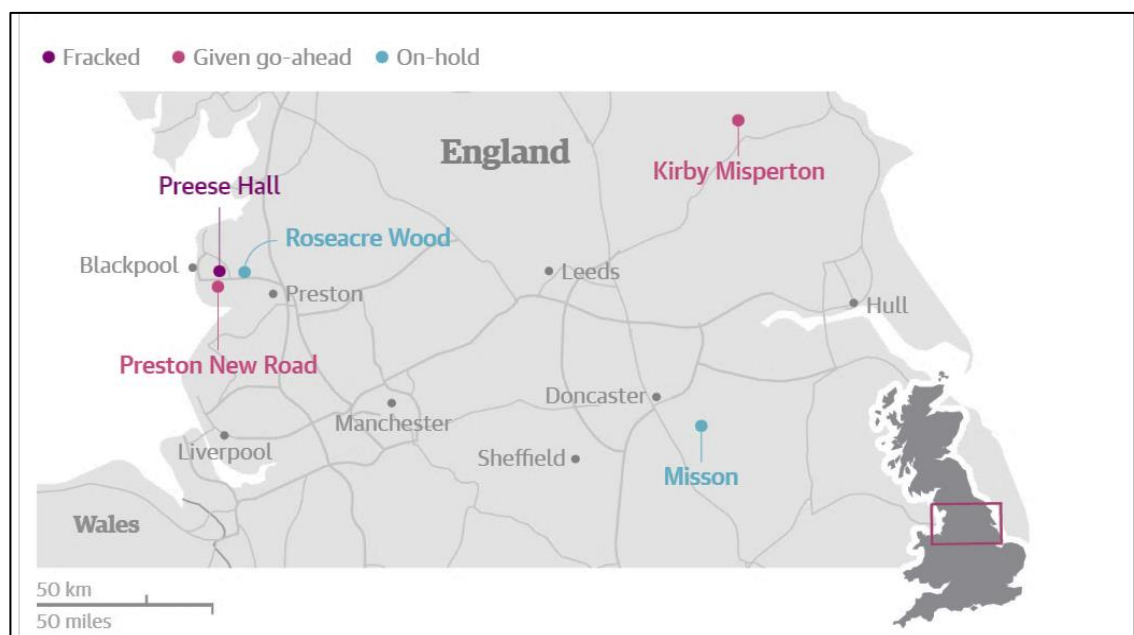 Fracked Given go-ahead On-hold
England
Kirby Misperton
Preese Hall
Roseacre Wood
Blackpool
Leeds
Preston
Hull
Preston New Road
Doncaster
Manchester
Liverpool
Sheffield
Misson
Wales
50 km
50 miles